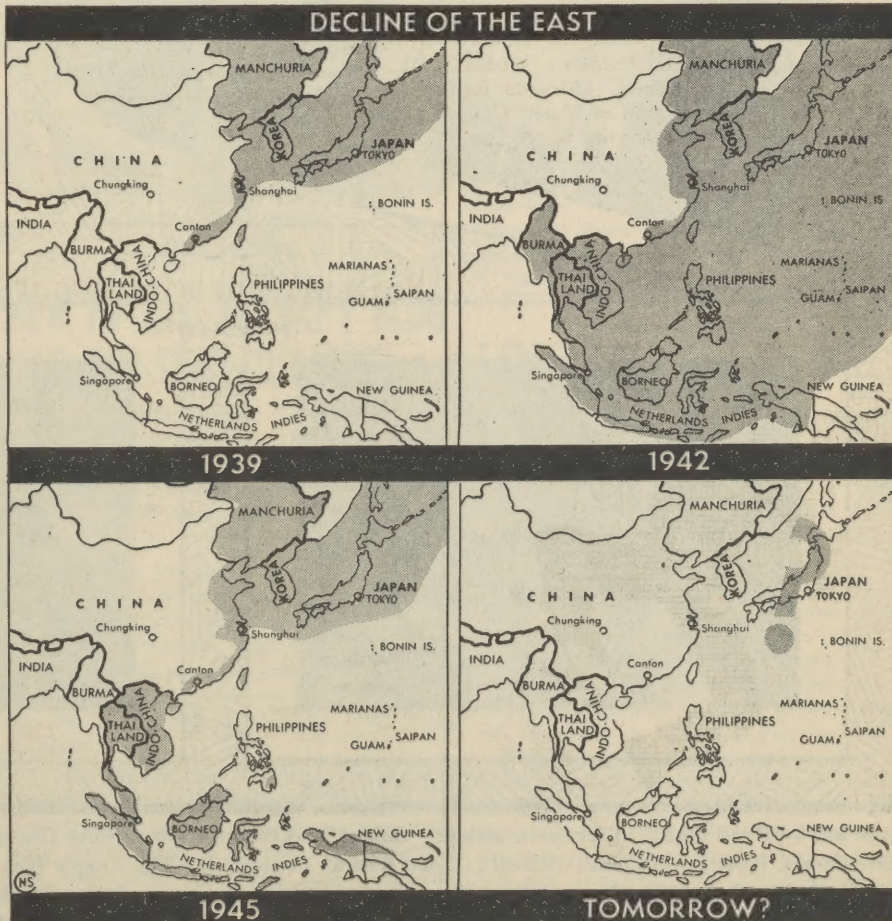 DECLINE OF THE EAST
MANCHURIA
KOREA
JAPAN
TOKYO
CHINA
Chungking
Shanghai
BONIN IS.
INDIA
Canton
BURMA
INDO-CHINA
THAI
LAND
PHILIPPINES
MARIANAS
SAIPAN
GUAM
Singapore
BORNEO
NEW GUINEA
NETHERLANDS INDIES
1939
MANCHURIA
KOREA
JAPAN
TOKYO
CHINA
Chungking
Shanghai
BONIN IS.
INDIA
Canton
BURMA
INDO-CHINA
THAI
LAND
PHILIPPINES
MARIANAS
SAIPAN
GUAM
Singapore
BORNEO
NEW GUINEA
NETHERLANDS INDIES
1942
MANCHURIA
KOREA
JAPAN
TOKYO
CHINA
Chungking
Shanghai
BONIN IS.
INDIA
Canton
BURMA
INDO-CHINA
THAI
LAND
PHILIPPINES
MARIANAS
SAIPAN
GUAM
Singapore
BORNEO
NEW GUINEA
NETHERLANDS INDIES
CNS
1945
MANCHURIA
KOREA
JAPAN
TOKYO
CHINA
Chungking
Shanghai
BONIN IS.
INDIA
Canton
BURMA
INDO-CHINA
THAI
LAND
PHILIPPINES
MARIANAS
SAIPAN
GUAM
Singapore
BORNEO
NEW GUINEA
NETHERLANDS INDIES
TOMORROW?